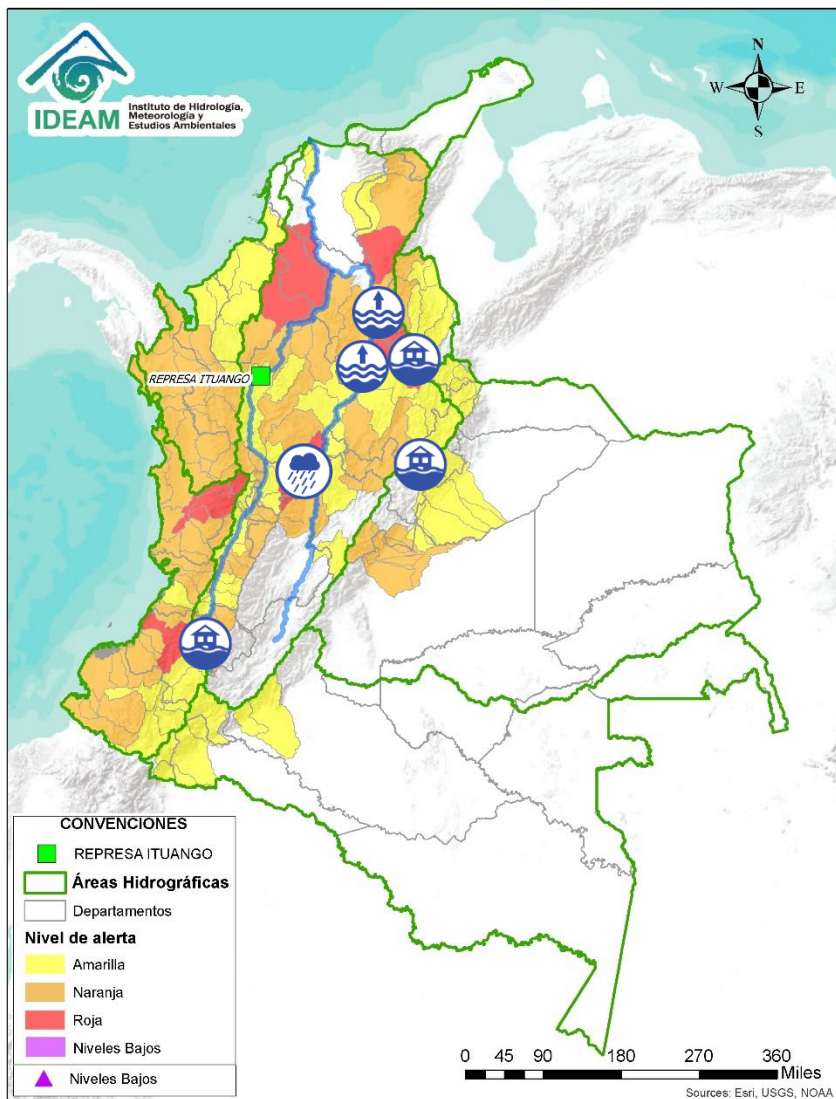 IDEAM
Instituto de Hidrología,
Meteorología y
Estudios Ambientales
N
W
E
S
REPRESA ITUANGO
CONVENCIONES
REPRESA ITUANGO
Áreas Hidrográficas
Departamentos
Nivel de alerta
Amarilla
Naranja
Roja
Niveles Bajos
Niveles Bajos
0 45 90 180 270 360
Miles
Sources: Esri, USGS, NOAA